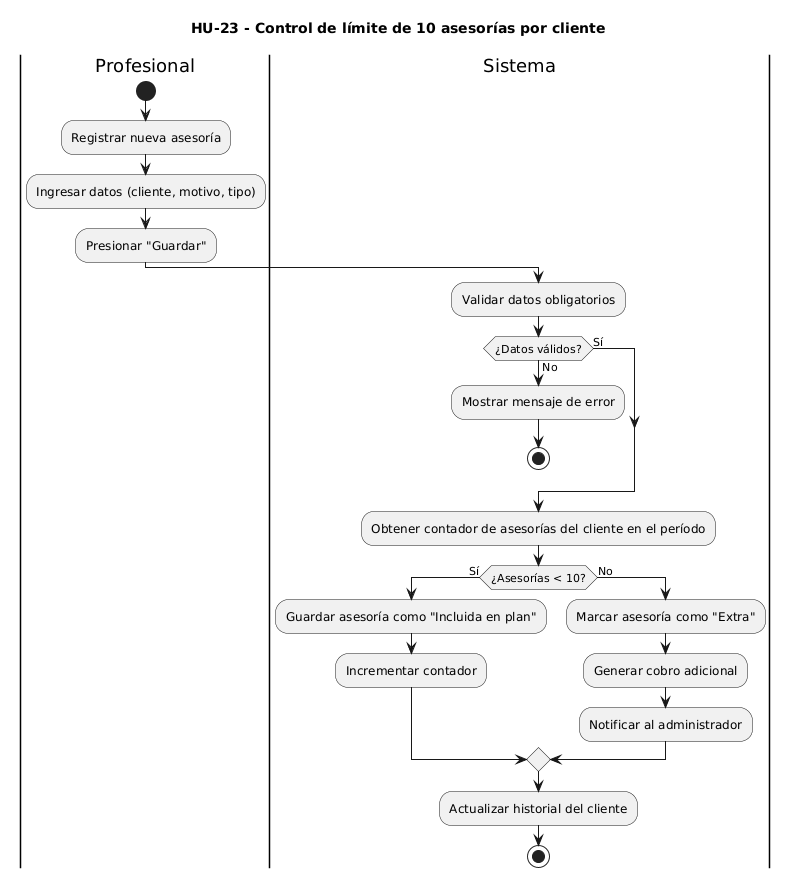 HU-23 - Control de límite de 10 asesorías por cliente
Profesional
Sistema
Registrar nueva asesoría
Ingresar datos (cliente, motivo, tipo)
Presionar "Guardar"
Validar datos obligatorios
¿Datos válidos?
Sí
No
Mostrar mensaje de error
Obtener contador de asesorías del cliente en el período
Sí
¿Asesorías < 10?
No
Guardar asesoría como "Incluida en plan"
Marcar asesoría como "Extra"
Incrementar contador
Generar cobro adicional
Notificar al administrador
Actualizar historial del cliente